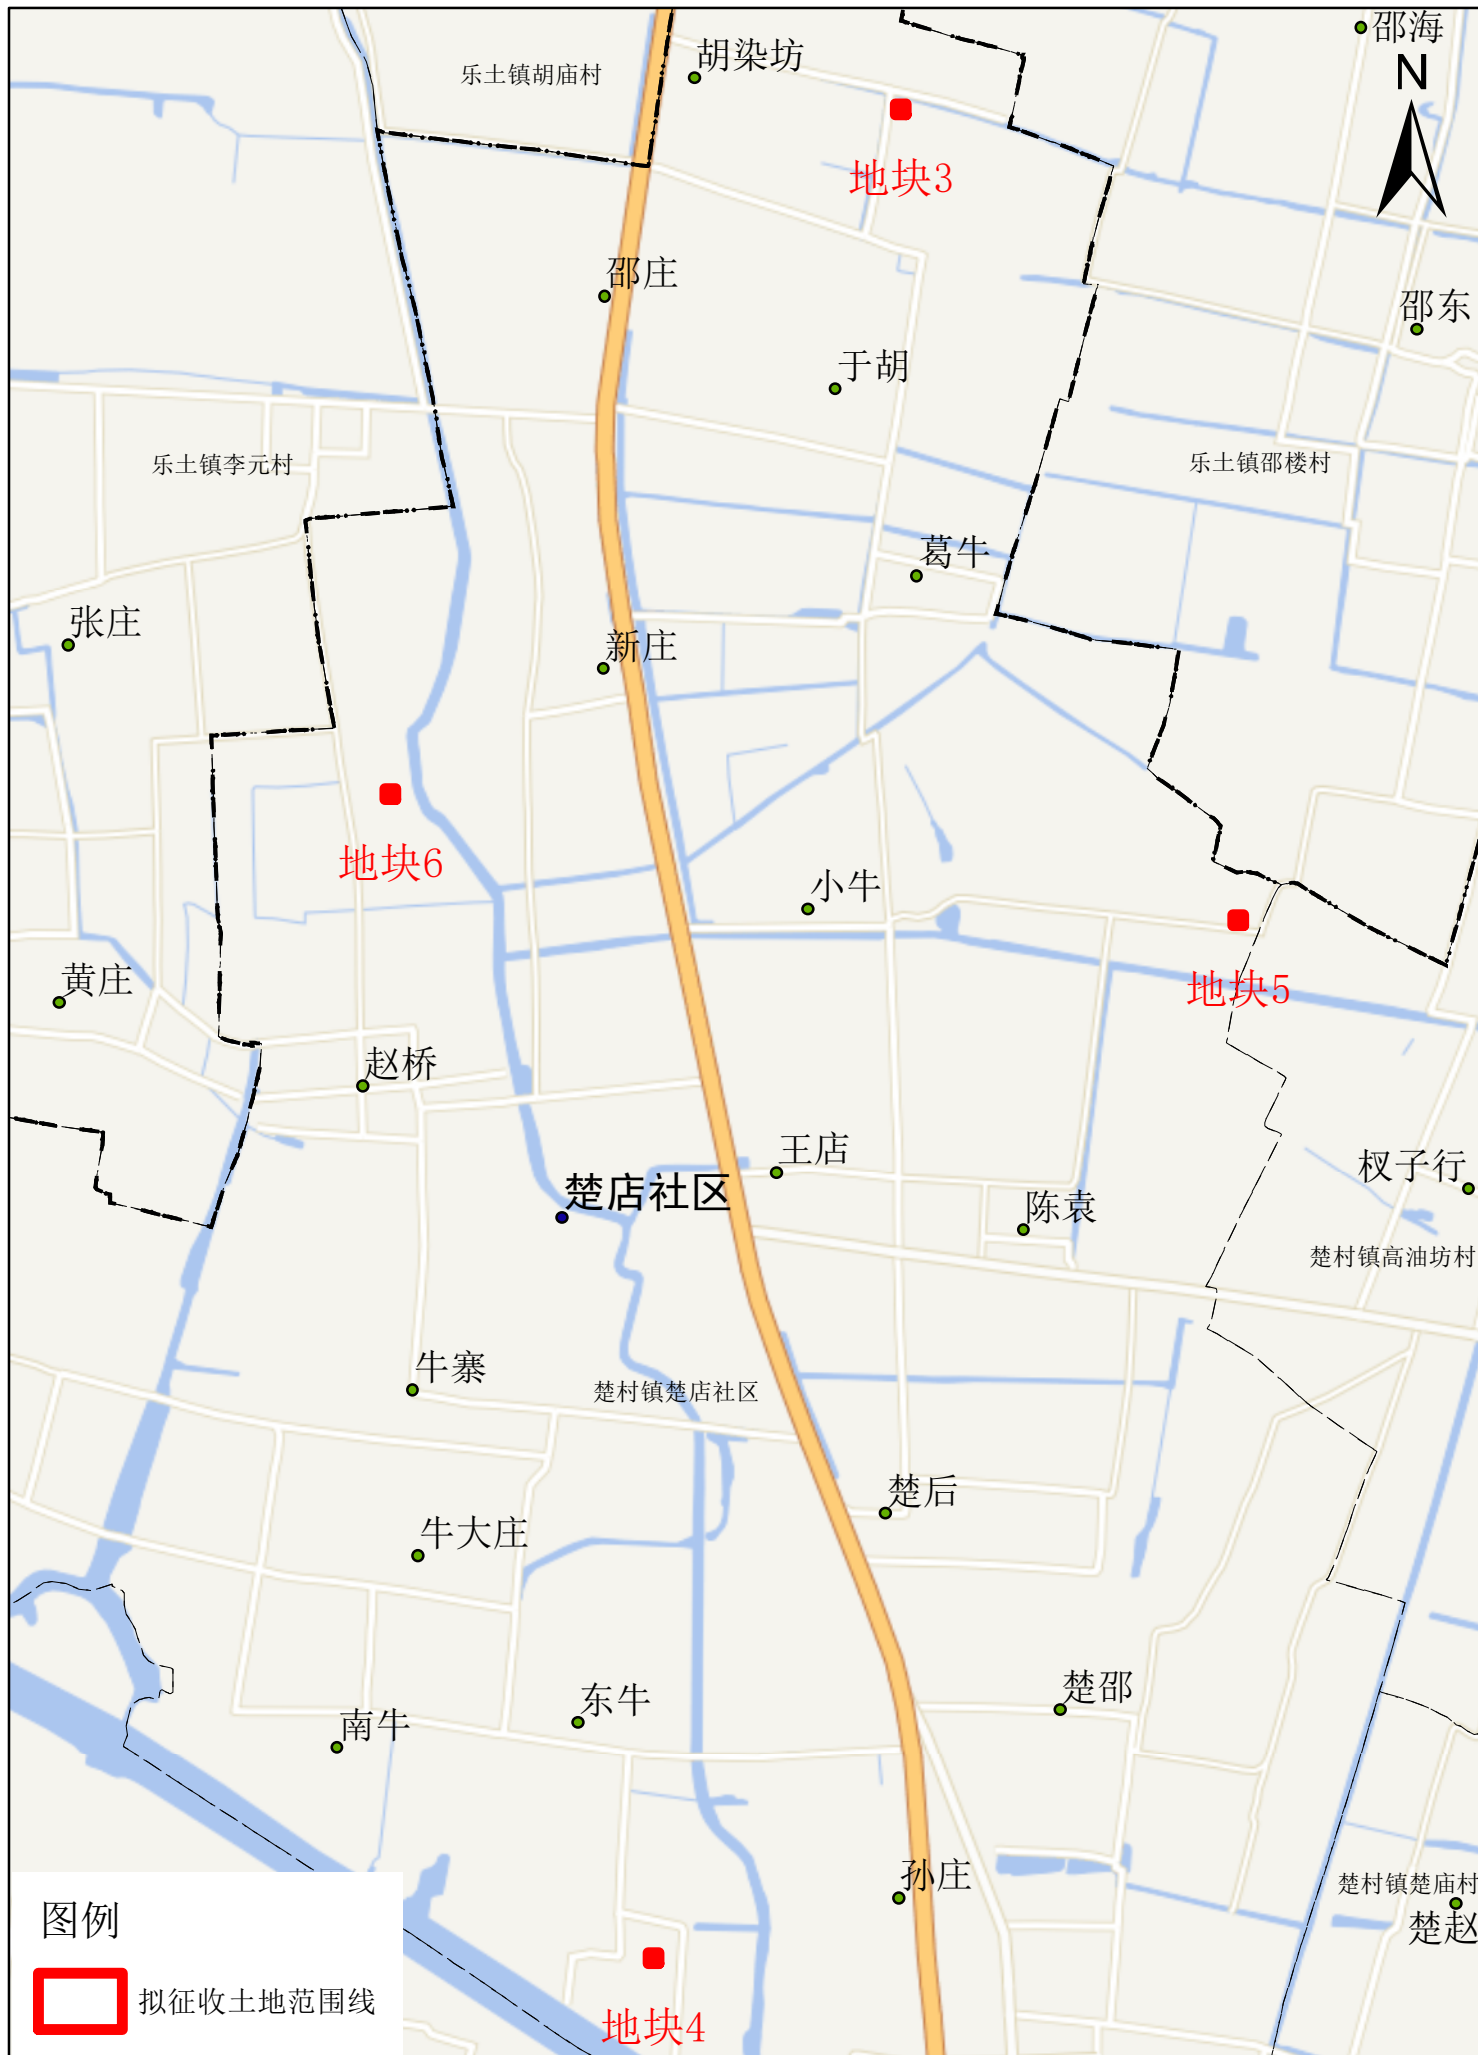 邵海
胡染坊
乐土镇胡庙村
N
地块3
邵庄
邵东
于胡
乐土镇李元村
乐土镇邵楼村
葛牛
张庄
新庄
地块6
小牛
黄庄
地块5
赵桥
王店
杈子行
楚店社区
陈袁
楚村镇高油坊村
牛寨
楚村镇楚店社区
楚后
牛大庄
楚邵
东牛
南牛
孙庄
楚村镇楚庙村
图例
楚赵
拟征收土地范围线
地块4